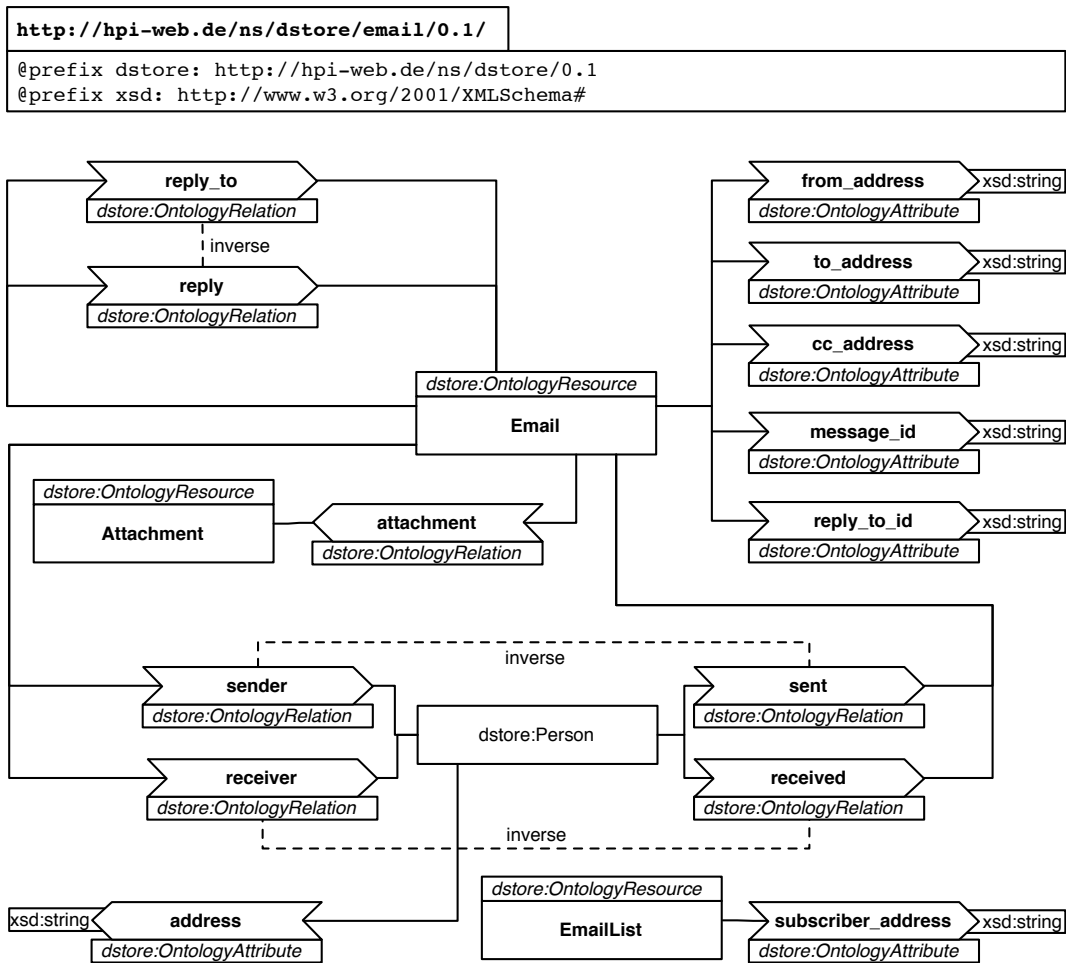 http://hpi-web.de/ns/dstore/email/0.1/
@prefix dstore: http://hpi-web.de/ns/dstore/0.1
@prefix xsd: http://www.w3.org/2001/XMLSchema#
reply_to
dstore:OntologyRelation
inverse
reply
dstore:OntologyRelation
from_address
xsd:string
dstore:OntologyAttribute
to_address
xsd:string
dstore:OntologyAttribute
cc_address
xsd:string
dstore:OntologyAttribute
message_id
xsd:string
dstore:OntologyAttribute
reply_to_id
xsd:string
dstore:OntologyAttribute
dstore:OntologyResource
Email
dstore:OntologyResource
Attachment
attachment
dstore:OntologyRelation
inverse
sender
dstore:OntologyRelation
sent
dstore:OntologyRelation
dstore:Person
receiver
dstore:OntologyRelation
received
dstore:OntologyRelation
inverse
xsd:string
address
dstore:OntologyAttribute
dstore:OntologyResource
EmailList
subscriber_address
xsd:string
dstore:OntologyAttribute